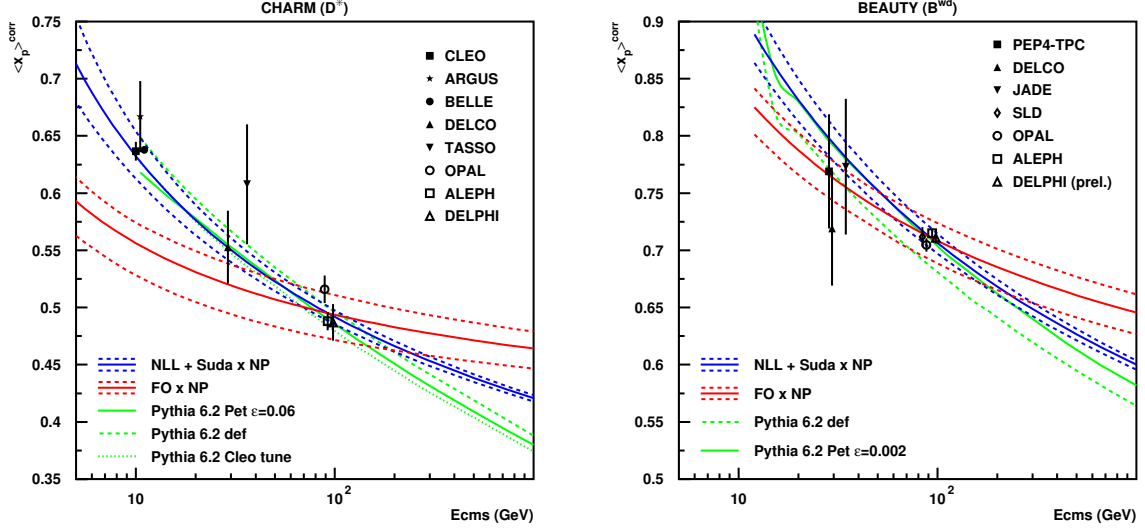 CHARM (D*)
<x_p>^corr
0.75
0.7
0.65
0.6
0.55
0.5
0.45
0.4
0.35
CLEO
ARGUS
BELLE
DELCO
TASSO
OPAL
ALEPH
DELPHI
NLL + Suda x NP
FO x NP
Pythia 6.2 Pet ε=0.06
Pythia 6.2 def
Pythia 6.2 Cleo tune
10
10²
Ecms (GeV)
BEAUTY (B^wd)
<x_p>^corr
0.9
0.85
0.8
0.75
0.7
0.65
0.6
0.55
0.5
PEP4-TPC
DELCO
JADE
SLD
OPAL
ALEPH
DELPHI (prel.)
NLL + Suda x NP
FO x NP
Pythia 6.2 def
Pythia 6.2 Pet ε=0.002
10
10²
Ecms (GeV)